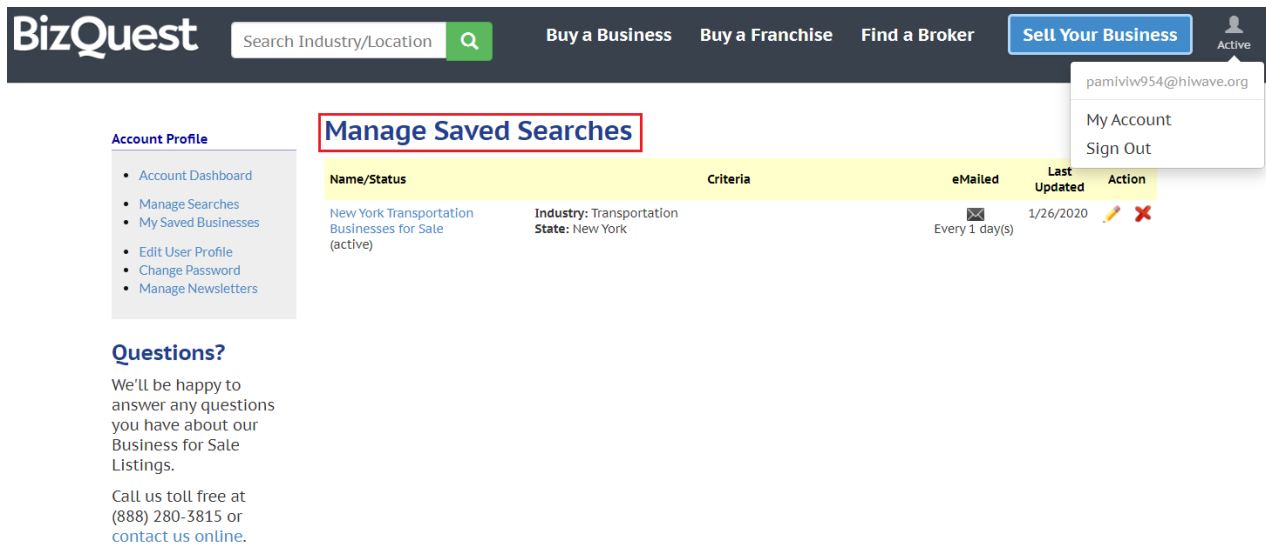 BizQuest
Search Industry/Location
Buy a Business
Buy a Franchise
Find a Broker
Sell Your Business
Active
pamiviw954@hiwave.org
My Account
Sign Out
Account Profile
Account Dashboard
Manage Searches
My Saved Businesses
Edit User Profile
Change Password
Manage Newsletters
Manage Saved Searches
Name/Status
Criteria
eMailed
Last
Updated
Action
New York Transportation
Businesses for Sale
(active)
Industry: Transportation
State: New York
Every 1 day(s)
1/26/2020
Questions?
We'll be happy to
answer any questions
you have about our
Business for Sale
Listings.
Call us toll free at
(888) 280-3815 or
contact us online.